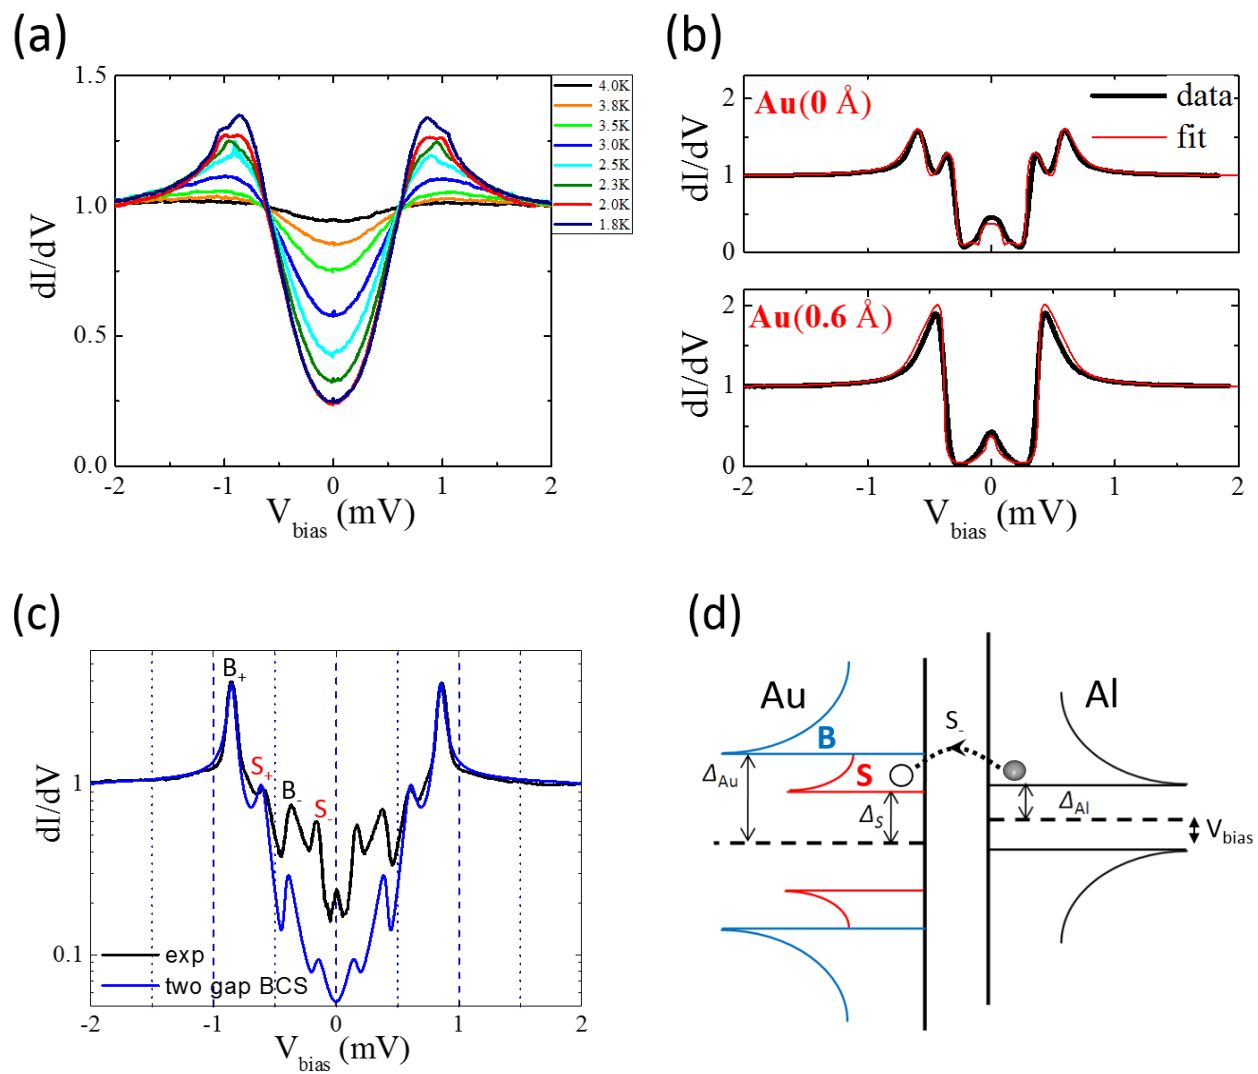 (a)
1.5
1.0
0.5
0.0
dI/dV
-2
-1
0
1
2
V_bias (mV)
4.0K
3.8K
3.5K
3.0K
2.5K
2.3K
2.0K
1.8K
(b)
Au(0 Å)
data
fit
2
1
0
dI/dV
Au(0.6 Å)
2
1
0
dI/dV
-2
-1
0
1
2
V_bias (mV)
(c)
B+
S+
B-
S-
1
0.1
dI/dV
exp
two gap BCS
-2
-1
0
1
2
V_bias (mV)
(d)
Au
Al
B
S
S-
Δ_Au
Δ_S
Δ_Al
V_bias